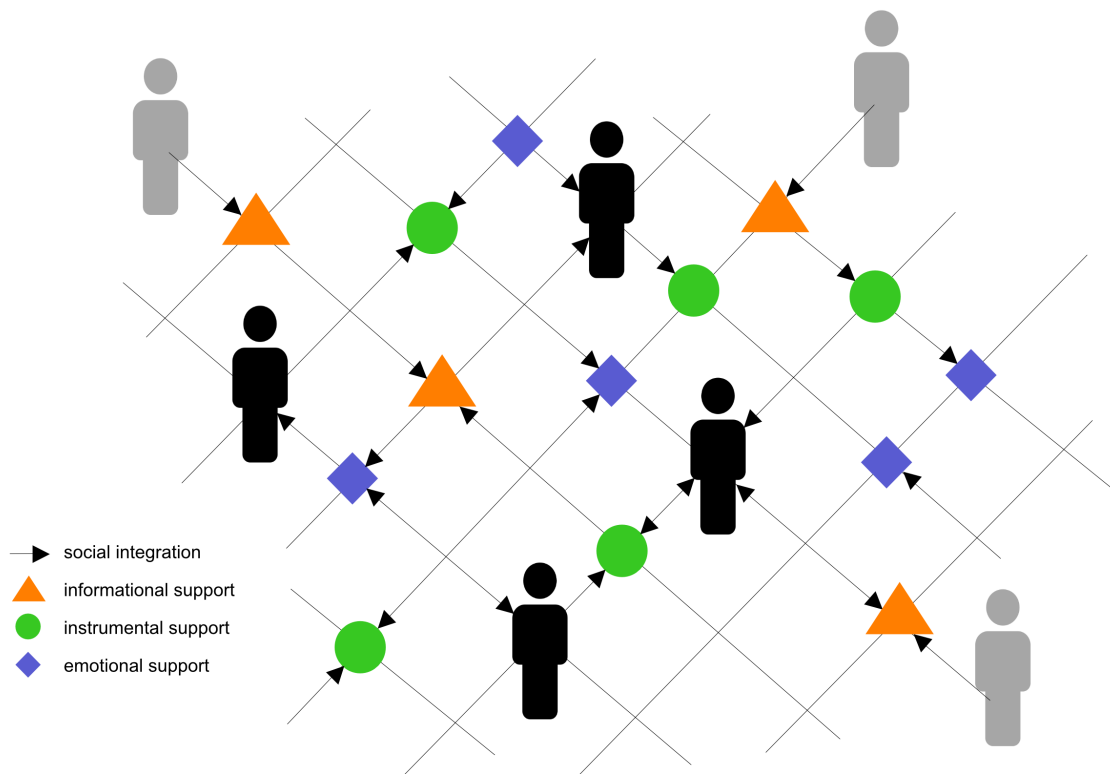 social integration
informational support
instrumental support
emotional support